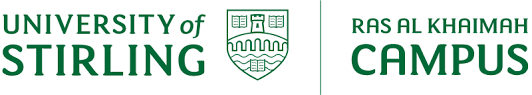 UNIVERSITY of
STIRLING
RAS AL KHAIMAH
CAMPUS